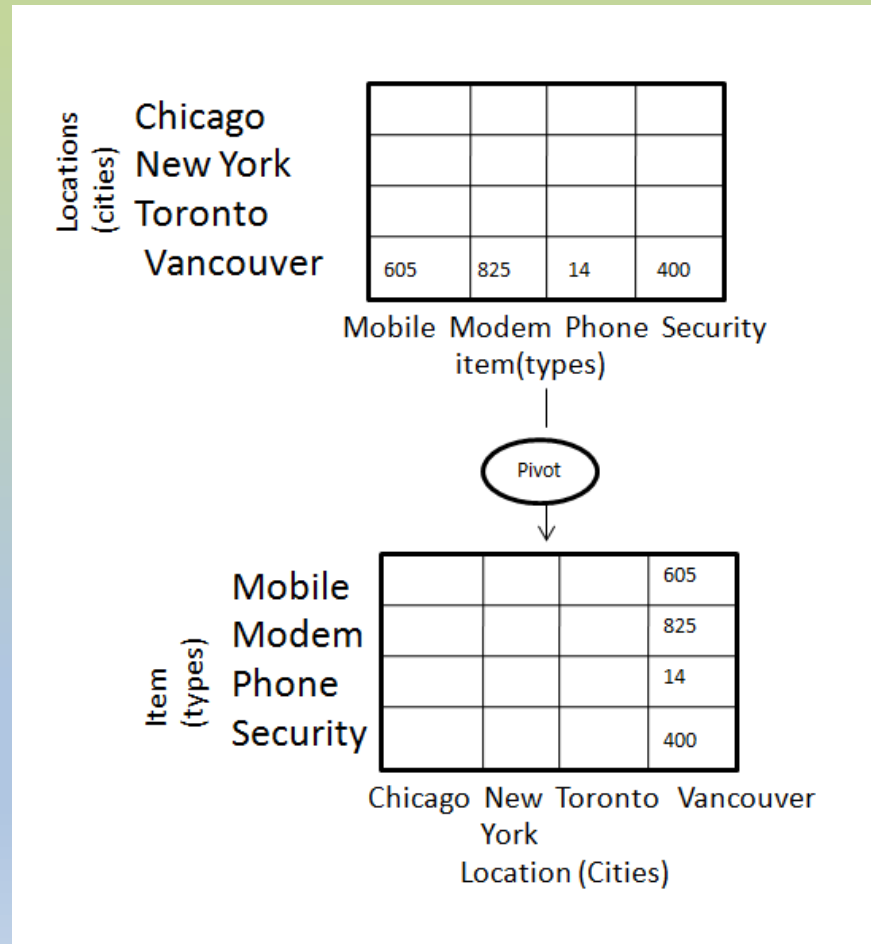 Locations
(cities)
Chicago
New York
Toronto
Vancouver
605 825 14 400
Mobile Modem Phone Security
item(types)
Pivot
Item
(types)
Mobile
Modem
Phone
Security
605
825
14
400
Chicago New Toronto Vancouver
York
Location (Cities)